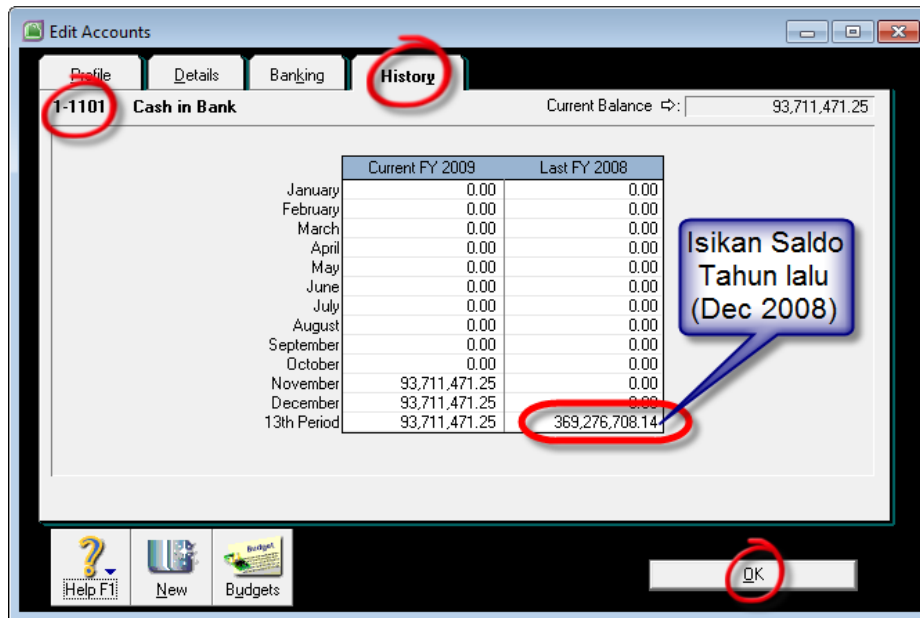 Edit Accounts
Profile Details Banking History
1-1101 Cash in Bank Current Balance ⇨: 93,711,471.25
Current FY 2009 Last FY 2008
January 0.00 0.00
February 0.00 0.00
March 0.00 0.00
April 0.00 0.00
May 0.00 0.00
June 0.00 0.00
July 0.00 0.00
August 0.00 0.00
September 0.00 0.00
October 0.00 0.00
November 93,711,471.25 0.00
December 93,711,471.25 0.00
13th Period 93,711,471.25 369,276,708.14
Isikan Saldo
Tahun lalu
(Dec 2008)
Budget
Help F1 New Budgets OK